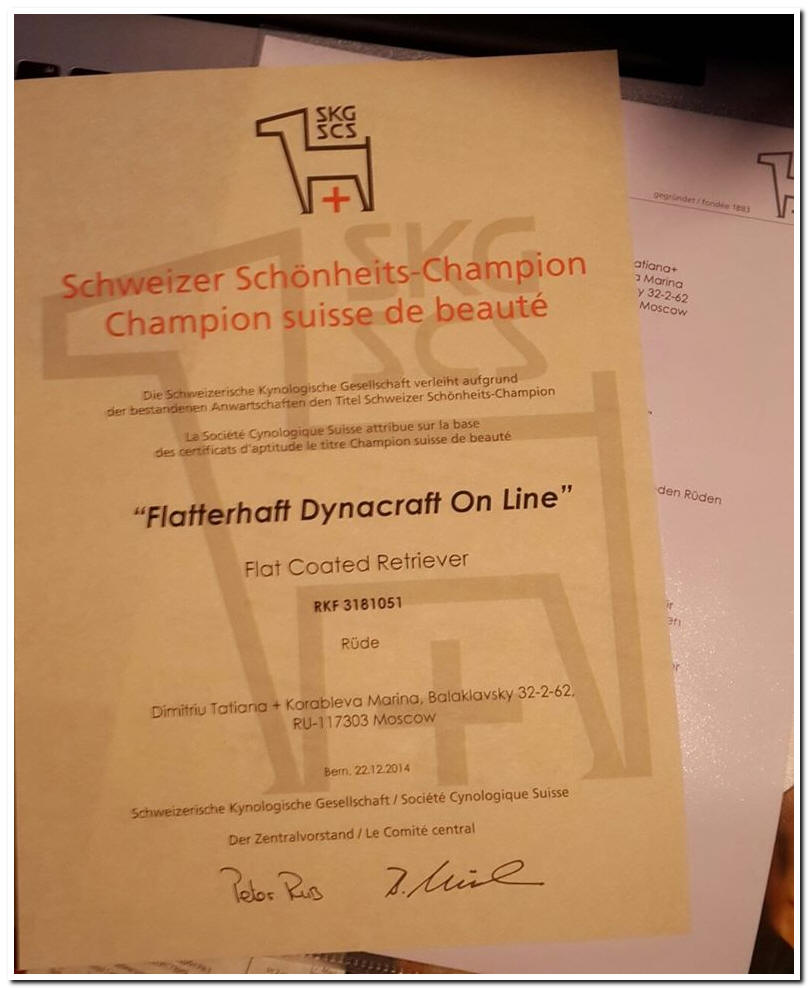 SKG
SCS
Schweizer Schönheits-Champion
Champion suisse de beauté
Die Schweizerische Kynologische Gesellschaft verleiht aufgrund
der bestandenen Anwartschaften den Titel Schweizer Schönheits-Champion
La Société Cynologique Suisse attribue sur la base
des certificats d'aptitude le titre Champion suisse de beauté
"Flatterhaft Dynacraft On Line"
Flat Coated Retriever
RKF 3181051
Rüde
Dimitriu Tatiana + Korableva Marina, Balaklavsky 32-2-62,
RU-117303 Moscow
Bern, 22.12.2014
Schweizerische Kynologische Gesellschaft / Société Cynologique Suisse
Der Zentralvorstand / Le Comité central
Peter
SKG
SCS
gegründet / fondée 1883
atiana+
a Marina
y 32-2-62
Moscow
den Rüden